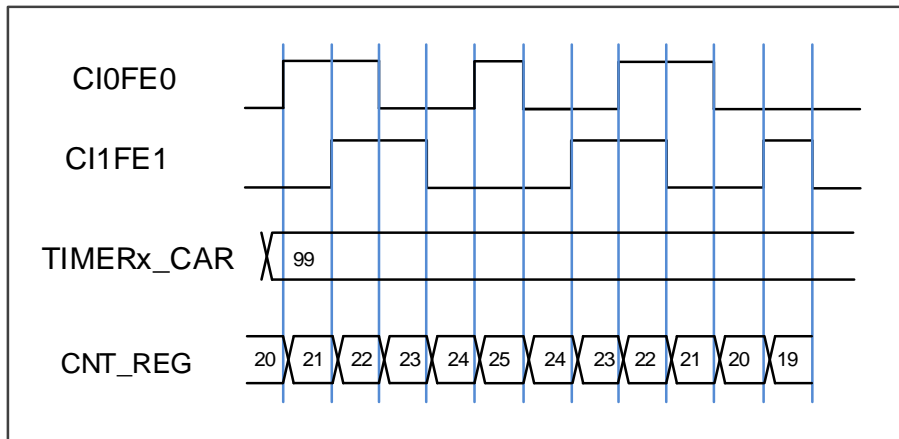 CI0FE0
CI1FE1
TIMERx_CAR 99
CNT_REG 20 21 22 23 24 25 24 23 22 21 20 19